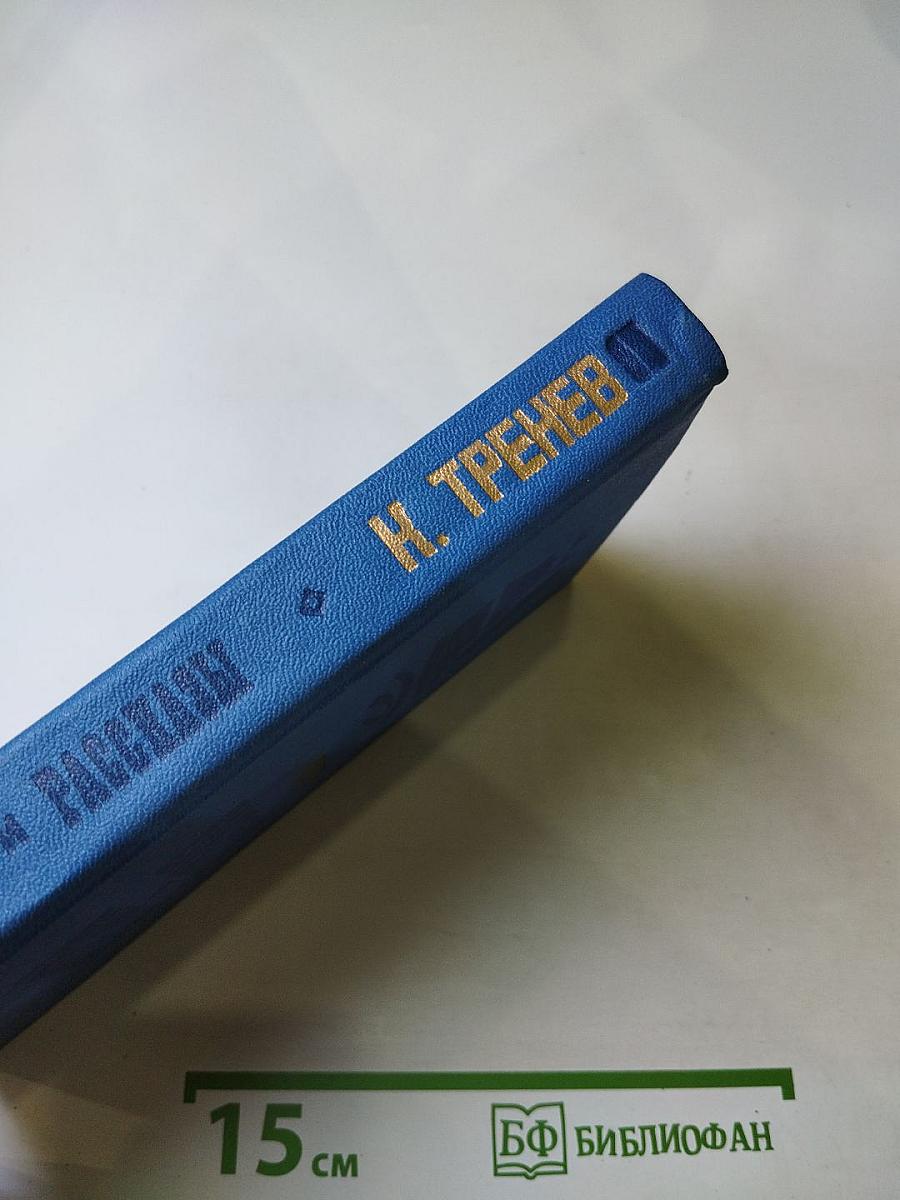 К. ТРЕНЕВ
и РАССКАЗЫ
15 см
БФ БИБЛИОФАН